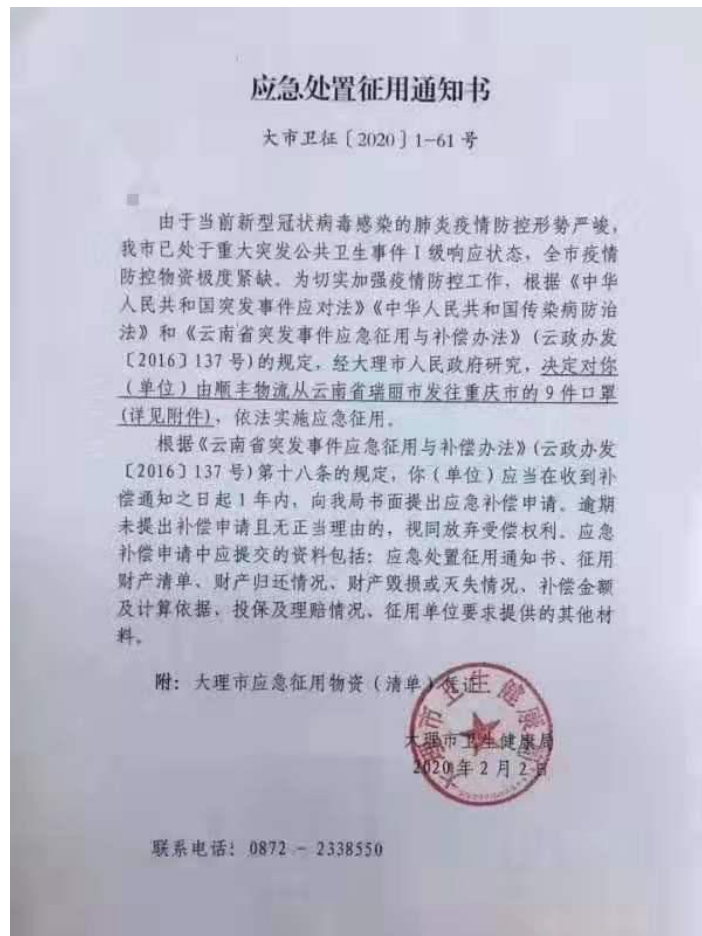 应急处置征用通知书
大市卫征〔2020〕1-61 号
由于当前新型冠状病毒感染的肺炎疫情防控形势严峻，
我市已处于重大突发公共卫生事件 I 级响应状态，全市疫情
防控物资极度紧缺。为切实加强疫情防控工作，根据《中华
人民共和国突发事件应对法》《中华人民共和国传染病防治
法》和《云南省突发事件应急征用与补偿办法》(云政办发
〔2016〕137 号)的规定，经大理市人民政府研究，决定对你
（单位）由顺丰物流从云南省瑞丽市发往重庆市的 9 件口罩
(详见附件)，依法实施应急征用。
根据《云南省突发事件应急征用与补偿办法》(云政办发
〔2016〕137 号)第十八条的规定，你（单位）应当在收到补
偿通知之日起 1 年内，向我局书面提出应急补偿申请。逾期
未提出补偿申请且无正当理由的，视同放弃受偿权利。应急
补偿申请中应提交的资料包括：应急处置征用通知书、征用
财产清单、财产归还情况、财产毁损或灭失情况、补偿金额
及计算依据、投保及理赔情况、征用单位要求提供的其他材
料。
附：大理市应急征用物资（清单）凭证
大理市卫生健康局
大理市卫生健康局
2020 年 2 月 2 日
联系电话：0872 - 2338550